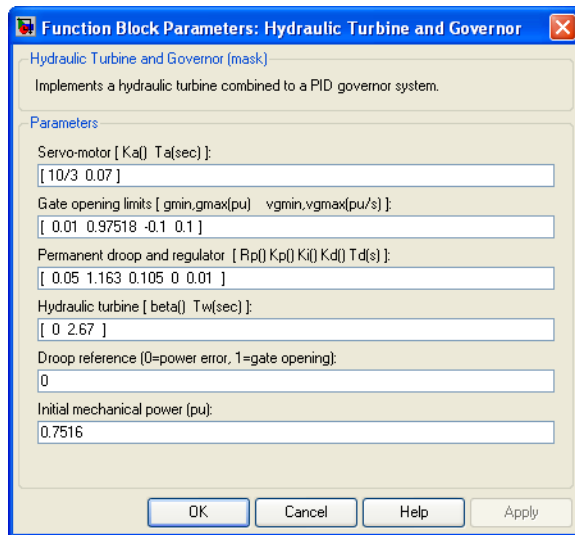 Function Block Parameters: Hydraulic Turbine and Governor
Hydraulic Turbine and Governor (mask)
Implements a hydraulic turbine combined to a PID governor system.
Parameters
Servo-motor [ Ka() Ta(sec) ]:
[ 10/3 0.07 ]
Gate opening limits [ gmin,gmax(pu) vgmin,vgmax(pu/s) ]:
[ 0.01 0.97518 -0.1 0.1 ]
Permanent droop and regulator [ Rp() Kp() Ki() Kd() Td(s) ]:
[ 0.05 1.163 0.105 0 0.01 ]
Hydraulic turbine [ beta() Tw(sec) ]:
[ 0 2.67 ]
Droop reference (0=power error, 1=gate opening):
0
Initial mechanical power (pu):
0.7516
OK Cancel Help Apply